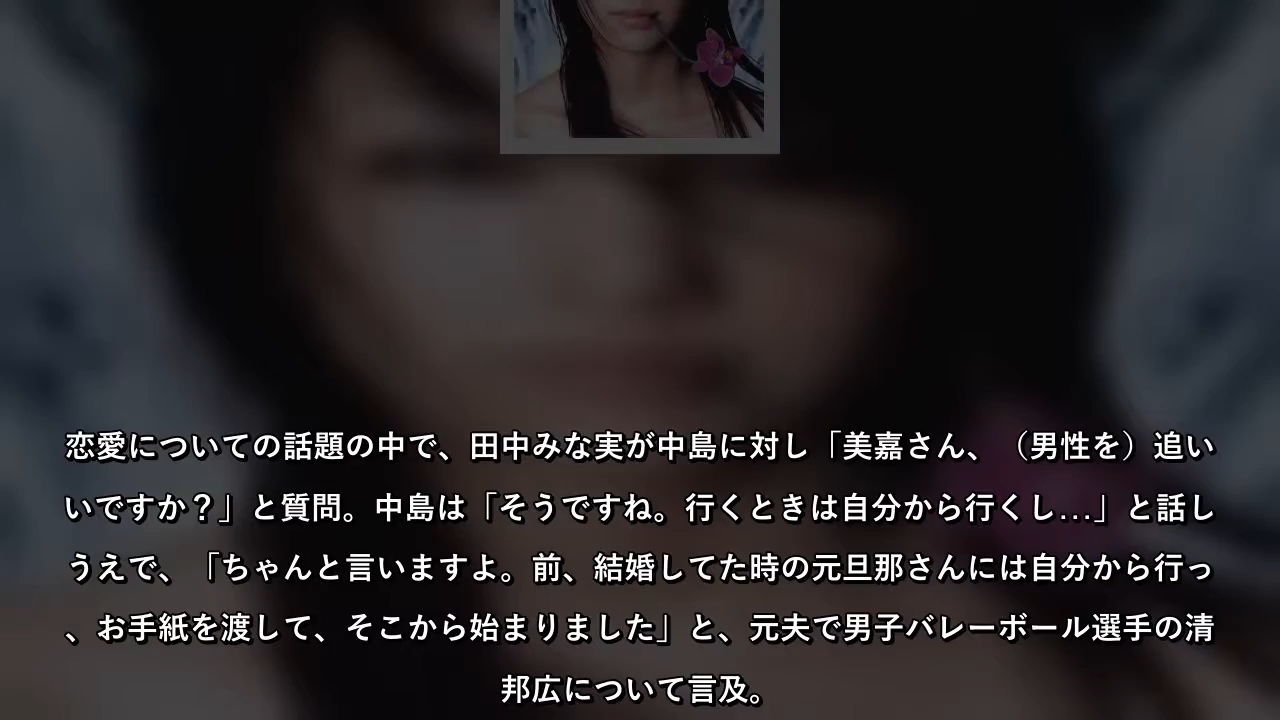 恋愛についての話題の中で、田中みな実が中島に対し「美嘉さん、（男性を）追い
いですか？」と質問。中島は「そうですね。行くときは自分から行くし…」と話し
うえで、「ちゃんと言いますよ。前、結婚してた時の元旦那さんには自分から行っ
、お手紙を渡して、そこから始まりました」と、元夫で男子バレーボール選手の清
邦広について言及。